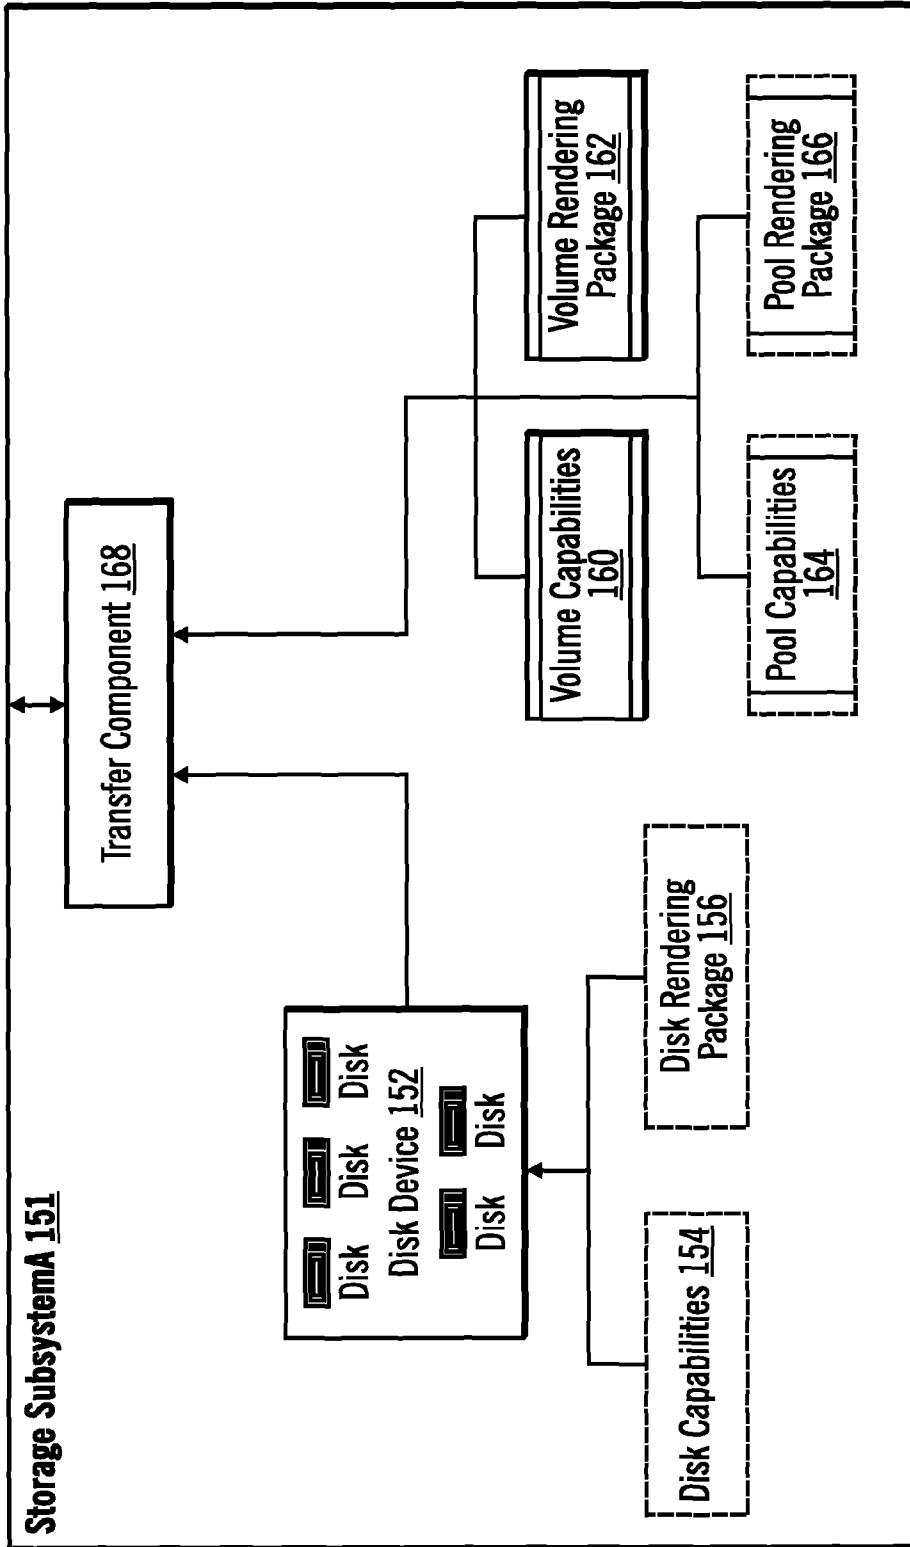 Storage SubsystemA 151
Transfer Component 168
Disk
Disk
Disk
Disk Device 152
Disk
Disk
Volume Capabilities
160
Volume Rendering
Package 162
Disk Capabilities 154
Disk Rendering
Package 156
Pool Capabilities
164
Pool Rendering
Package 166